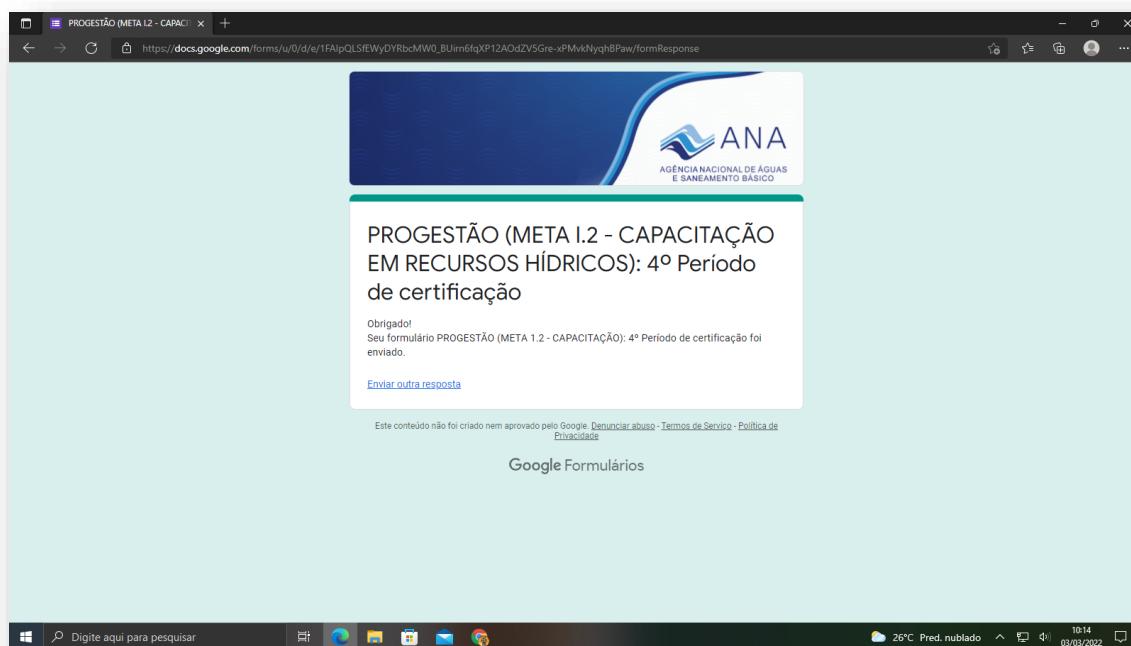 PROGESTÃO (META I.2 - CAPACIT
https://docs.google.com/forms/u/0/d/e/1FAIpQLSfEWyDYRbcMW0_BUirn6fqXP12AOdZV5Gre-xPMvkNyqhBPaw/formResponse
ANA
AGÊNCIA NACIONAL DE ÁGUAS
E SANEAMENTO BÁSICO
PROGESTÃO (META I.2 - CAPACITAÇÃO
EM RECURSOS HÍDRICOS): 4º Período
de certificação
Obrigado!
Seu formulário PROGESTÃO (META 1.2 - CAPACITAÇÃO): 4º Período de certificação foi
enviado.
Enviar outra resposta
Este conteúdo não foi criado nem aprovado pelo Google. Denunciar abuso - Termos de Serviço - Política de
Privacidade
Google Formulários
Digite aqui para pesquisar
26°C Pred. nublado
10:14
03/03/2022